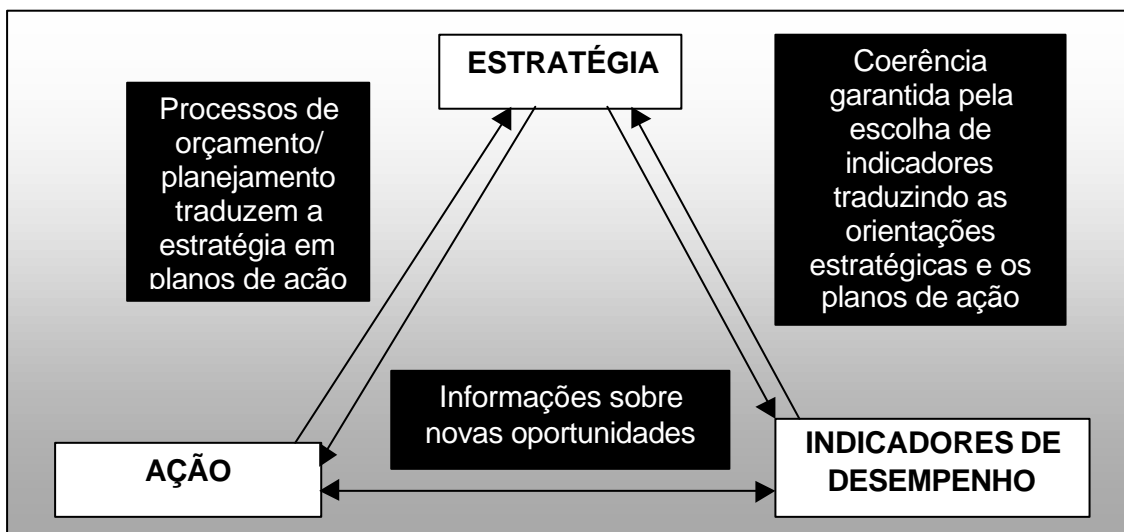 ESTRATÉGIA
Processos de
orçamento/
planejamento
traduzem a
estratégia em
planos de ação
Coerência
garantida pela
escolha de
indicadores
traduzindo as
orientações
estratégicas e os
planos de ação
Informações sobre
novas oportunidades
AÇÃO
INDICADORES DE
DESEMPENHO